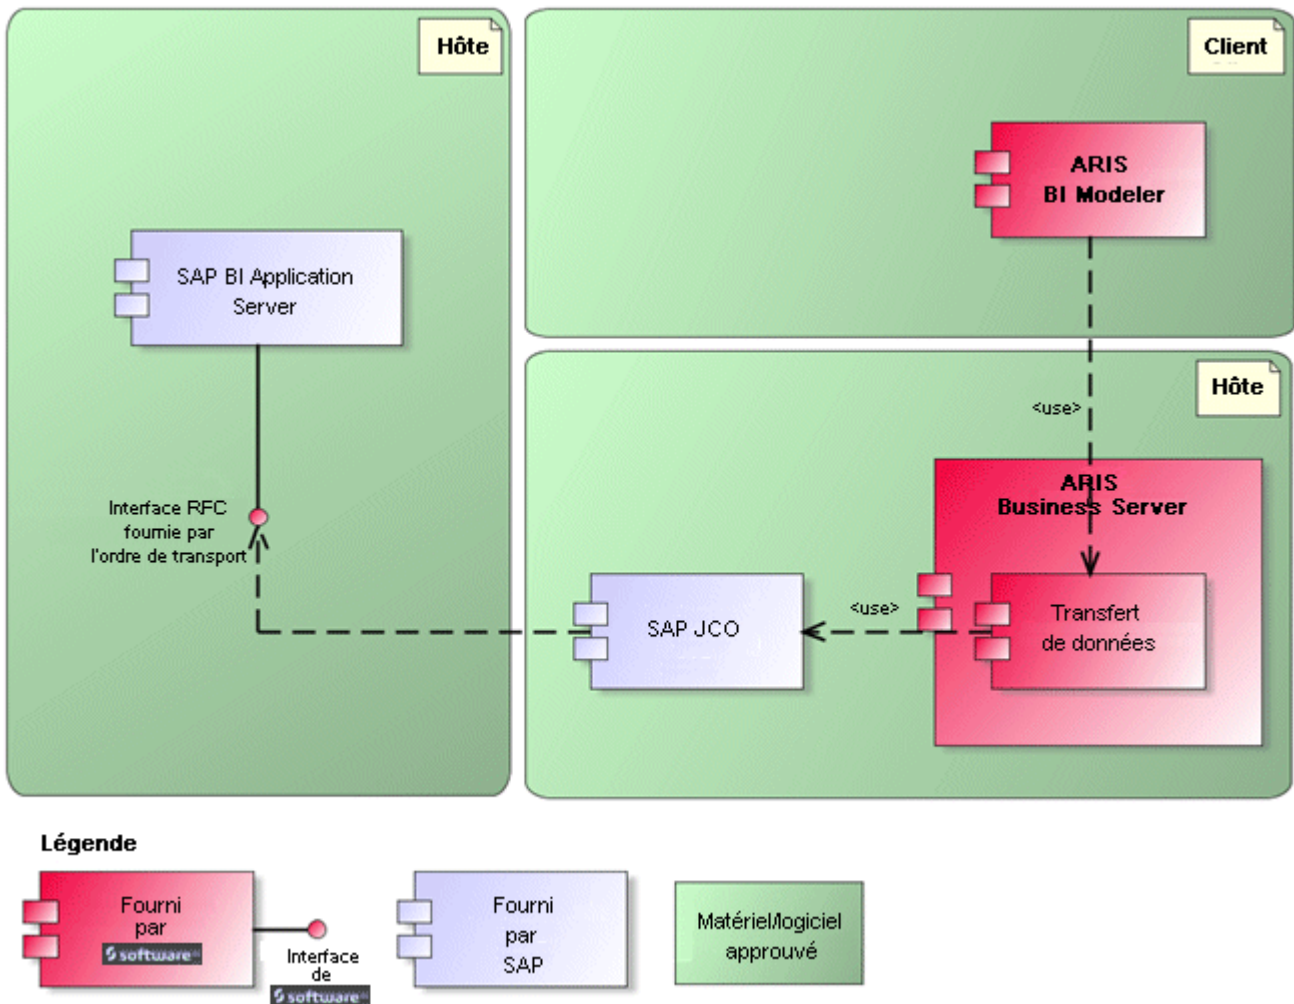 Hôte
Client
ARIS
BI Modeler
SAP BI Application
Server
Hôte
<use>
ARIS
Business Server
Interface RFC
fournie par
l'ordre de transport
SAP JCO
<use>
Transfert
de données
Légende
Fourni
par
software
Interface
de
software
Fourni
par
SAP
Matériel/logiciel
approuvé